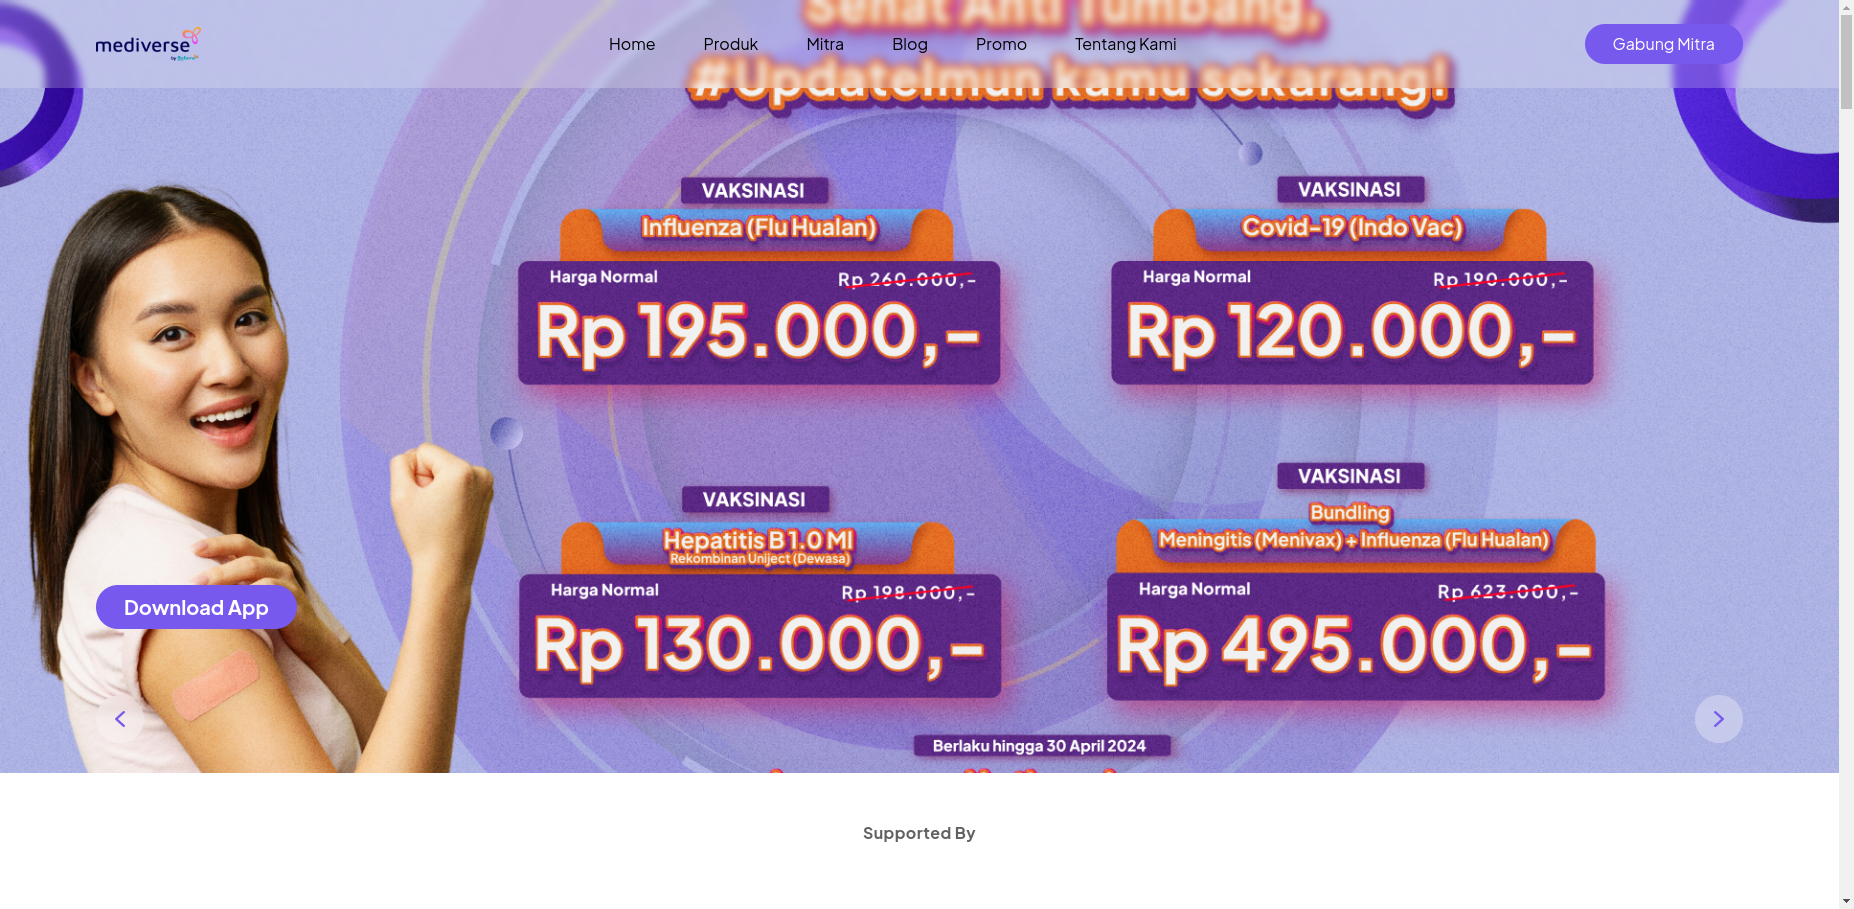 Sehat Anti Tumbang,
mediverse
Home
Produk
Mitra
Blog
Promo
Tentang Kami
Gabung Mitra
#UpdateImun kamu sekarang!
VAKSINASI
Influenza (Flu Hualan)
Harga Normal
Rp 260.000,-
Rp 195.000,-
VAKSINASI
Covid-19 (Indo Vac)
Harga Normal
Rp 190.000,-
Rp 120.000,-
VAKSINASI
Hepatitis B 1.0 Ml
Rekombinan Uniject (Dewasa)
Harga Normal
Rp 198.000,-
Rp 130.000,-
VAKSINASI
Bundling
Meningitis (Menivax) + Influenza (Flu Hualan)
Harga Normal
Rp 623.000,-
Rp 495.000,-
Download App
Berlaku hingga 30 April 2024
Supported By